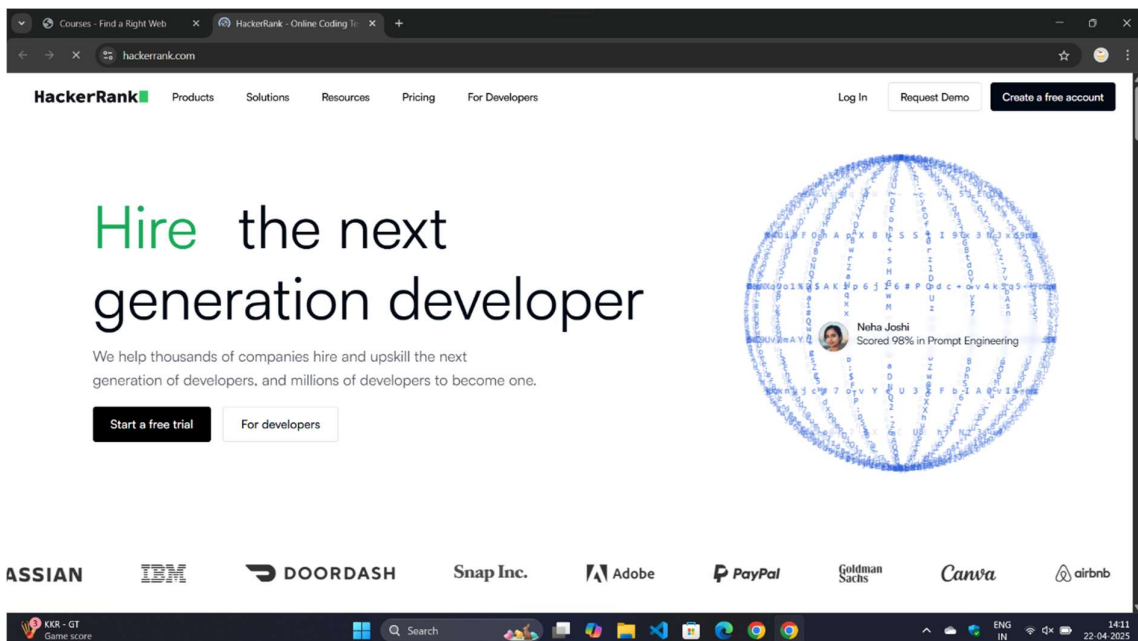 Courses - Find a Right Web
HackerRank - Online Coding Te
hackerrank.com
HackerRank
Products
Solutions
Resources
Pricing
For Developers
Log In
Request Demo
Create a free account
Hire the next
generation developer
We help thousands of companies hire and upskill the next
generation of developers, and millions of developers to become one.
Start a free trial
For developers
Neha Joshi
Scored 98% in Prompt Engineering
ASSIAN
IBM
DOORDASH
Snap Inc.
Adobe
PayPal
Goldman
Sachs
Canva
airbnb
3
KKR - GT
Game score
Search
ENG
IN
14:11
22-04-2025